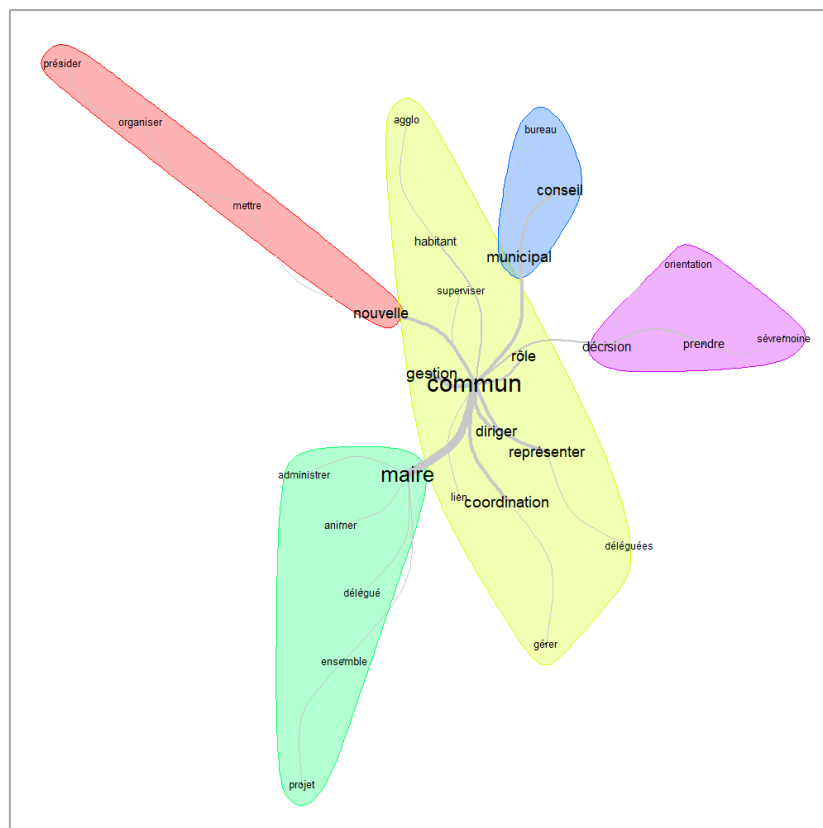 présider
organiser
agglo
bureau
conseil
mettre
habitant
municipal
orientation
superviser
nouvelle
sèvremoine
décision
prendre
rôle
gestion
commun
diriger
représenter
maire
administrer
lien
coordination
animer
déléguées
délégué
gérer
ensemble
projet